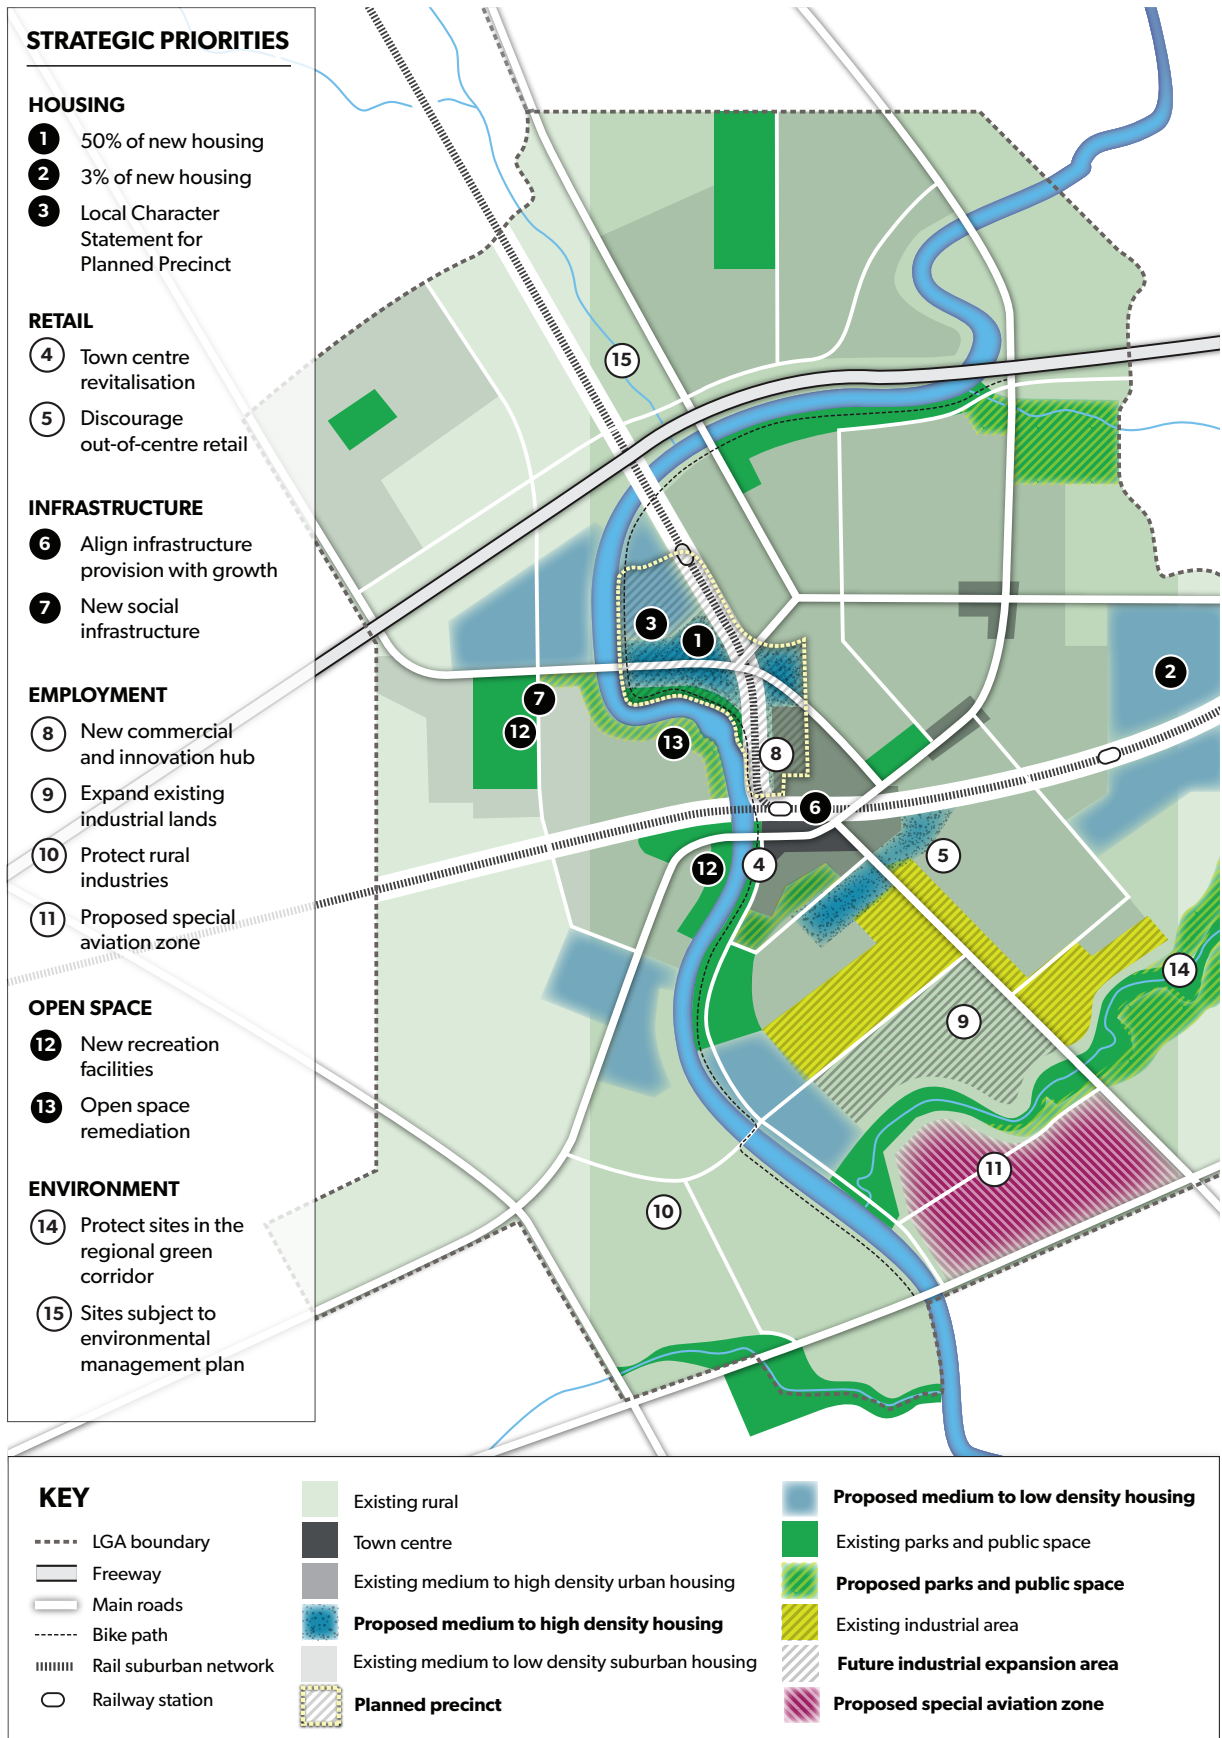 STRATEGIC PRIORITIES
HOUSING
1 50% of new housing
2 3% of new housing
3 Local Character
Statement for
Planned Precinct
RETAIL
4 Town centre
revitalisation
5 Discourage
out-of-centre retail
INFRASTRUCTURE
6 Align infrastructure
provision with growth
7 New social
infrastructure
EMPLOYMENT
8 New commercial
and innovation hub
9 Expand existing
industrial lands
10 Protect rural
industries
11 Proposed special
aviation zone
OPEN SPACE
12 New recreation
facilities
13 Open space
remediation
ENVIRONMENT
14 Protect sites in the
regional green
corridor
15 Sites subject to
environmental
management plan
15
3
1
2
7
12
13
8
6
4
12
5
14
9
11
10
KEY
LGA boundary
Freeway
Main roads
Bike path
Rail suburban network
Railway station
Existing rural
Town centre
Existing medium to high density urban housing
Proposed medium to high density housing
Existing medium to low density suburban housing
Planned precinct
Proposed medium to low density housing
Existing parks and public space
Proposed parks and public space
Existing industrial area
Future industrial expansion area
Proposed special aviation zone